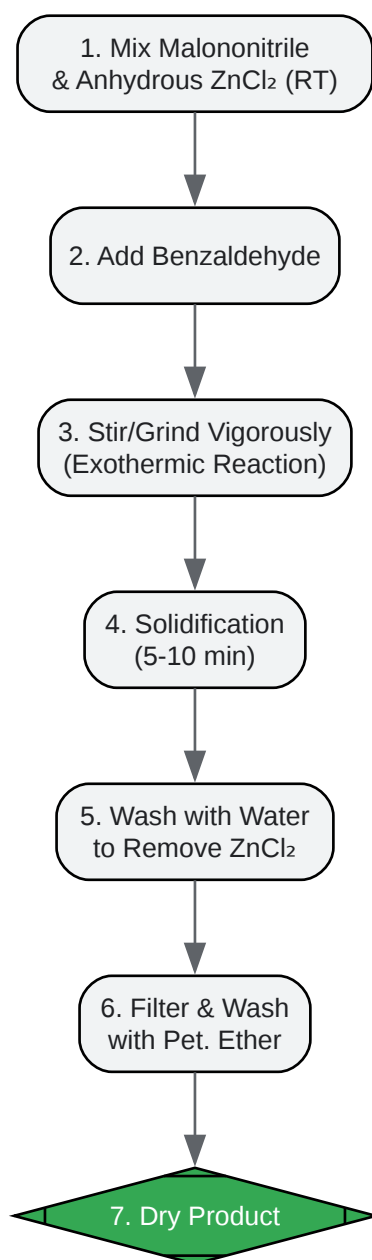 1. Mix Malononitrile
& Anhydrous ZnCl₂ (RT)
2. Add Benzaldehyde
3. Stir/Grind Vigorously
(Exothermic Reaction)
4. Solidification
(5-10 min)
5. Wash with Water
to Remove ZnCl₂
6. Filter & Wash
with Pet. Ether
7. Dry Product